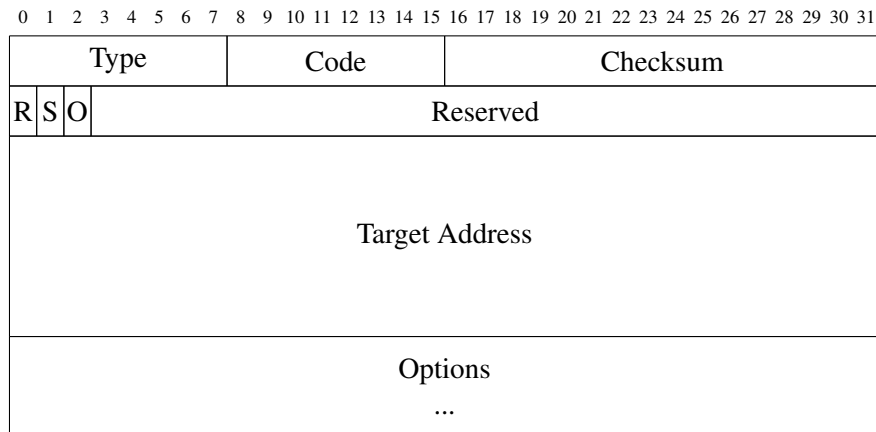 0 1 2 3 4 5 6 7 8 9 10 11 12 13 14 15 16 17 18 19 20 21 22 23 24 25 26 27 28 29 30 31
Type Code Checksum
R S O Reserved
Target Address
Options
...